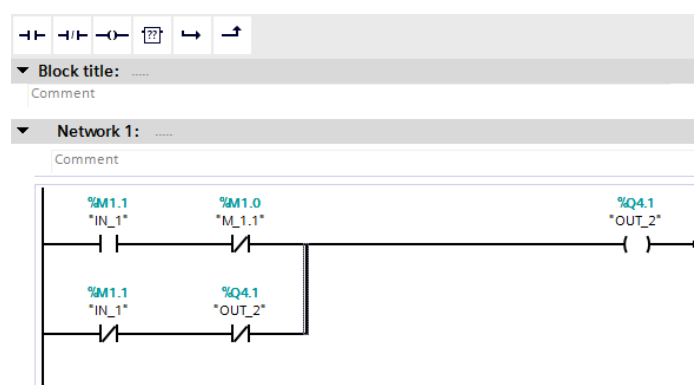 ??
Block title: .....
Comment
Network 1: .....
Comment
%M1.1 %M1.0 %Q4.1
"IN_1" "M_1.1" "OUT_2"
%M1.1 %Q4.1
"IN_1" "OUT_2"